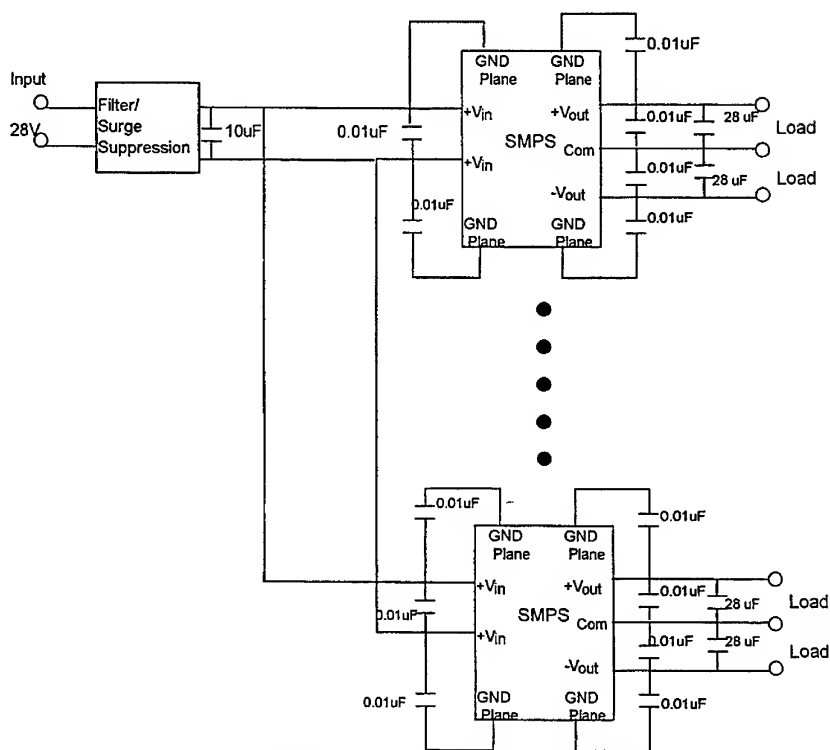 GND
Plane
GND
Plane
0.01uF
Input
28V
Filter/
Surge
Suppression
10uF
0.01uF
+Vin
+Vin
SMPS
+Vout
Com
-Vout
0.01uF
28 uF
Load
0.01uF
28 uF
Load
0.01uF
0.01uF
GND
Plane
GND
Plane
0.01uF
GND
Plane
GND
Plane
0.01uF
+Vin
+Vin
SMPS
+Vout
Com
-Vout
0.01uF
0.01uF
28 uF
Load
0.01uF
28 uF
Load
0.01uF
GND
Plane
GND
Plane
0.01uF